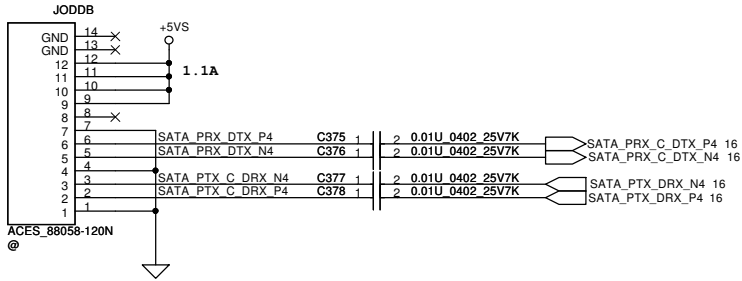 JODDB
+5VS
GND 14
GND 13
14
13
12 12
11 11
10 10
9 9
1.1A
8 8
7 7
6 6 SATA_PRX_DTX_P4 C375 1 2 0.01U_0402_25V7K SATA_PRX_C_DTX_P4 16
5 5 SATA_PRX_DTX_N4 C376 1 2 0.01U_0402_25V7K SATA_PRX_C_DTX_N4 16
4 4
3 3 SATA_PTX_C_DRX_N4 C377 1 2 0.01U_0402_25V7K SATA_PTX_DRX_N4 16
2 2 SATA_PTX_C_DRX_P4 C378 1 2 0.01U_0402_25V7K SATA_PTX_DRX_P4 16
1 1
ACES_88058-120N
@